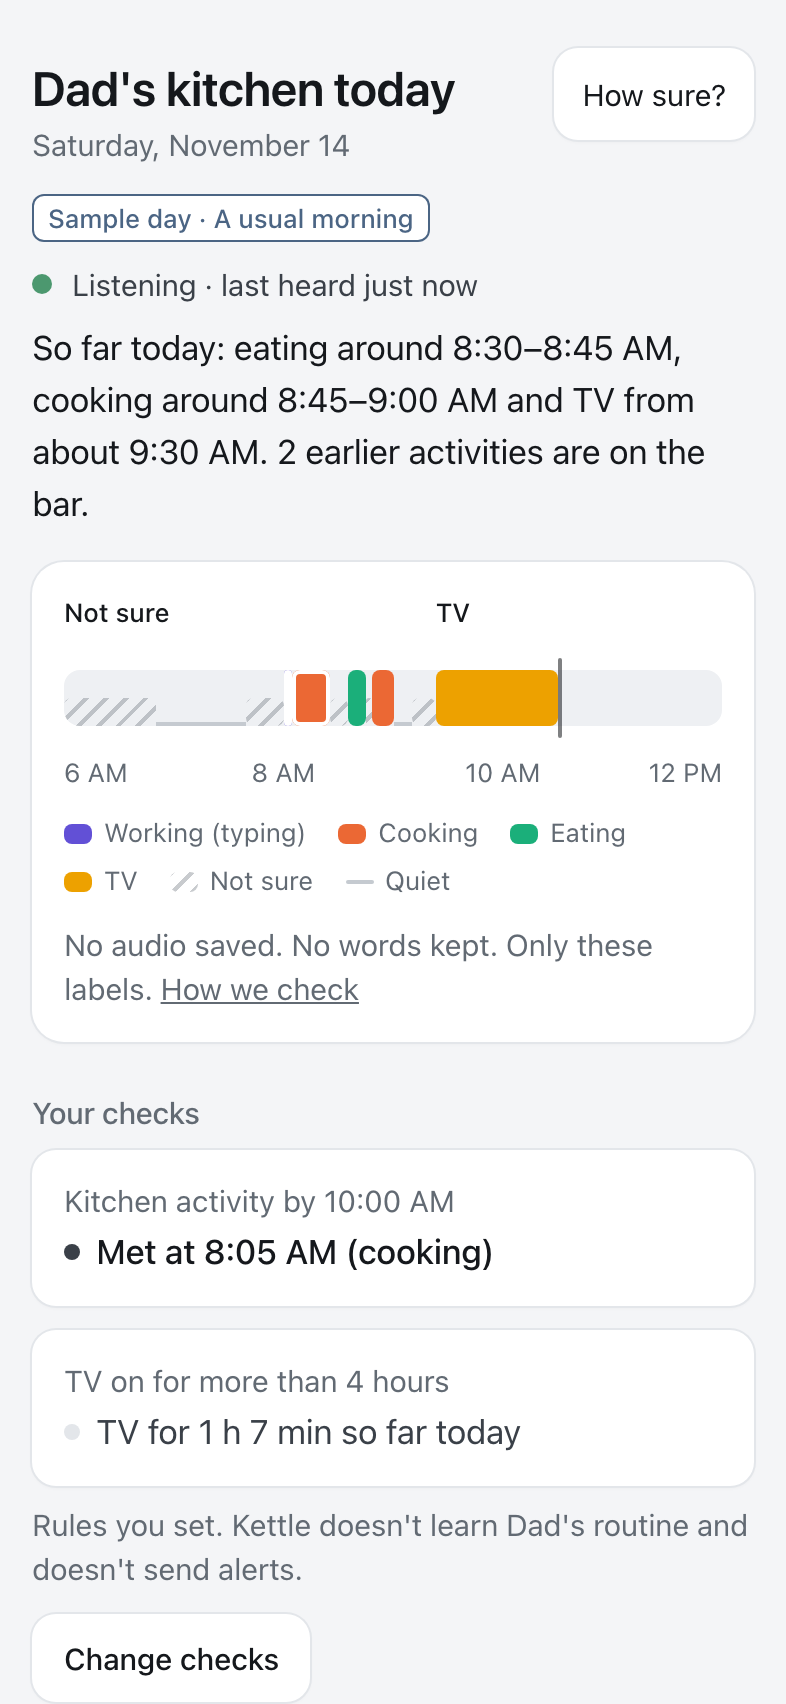 Dad's kitchen today
How sure?
Saturday, November 14
Sample day · A usual morning
Listening · last heard just now
So far today: eating around 8:30–8:45 AM,
cooking around 8:45–9:00 AM and TV from
about 9:30 AM. 2 earlier activities are on the
bar.
Not sure
TV
6 AM
8 AM
10 AM
12 PM
Working (typing)
Cooking
Eating
TV
Not sure
Quiet
No audio saved. No words kept. Only these
labels. How we check
Your checks
Kitchen activity by 10:00 AM
Met at 8:05 AM (cooking)
TV on for more than 4 hours
TV for 1 h 7 min so far today
Rules you set. Kettle doesn't learn Dad's routine and
doesn't send alerts.
Change checks